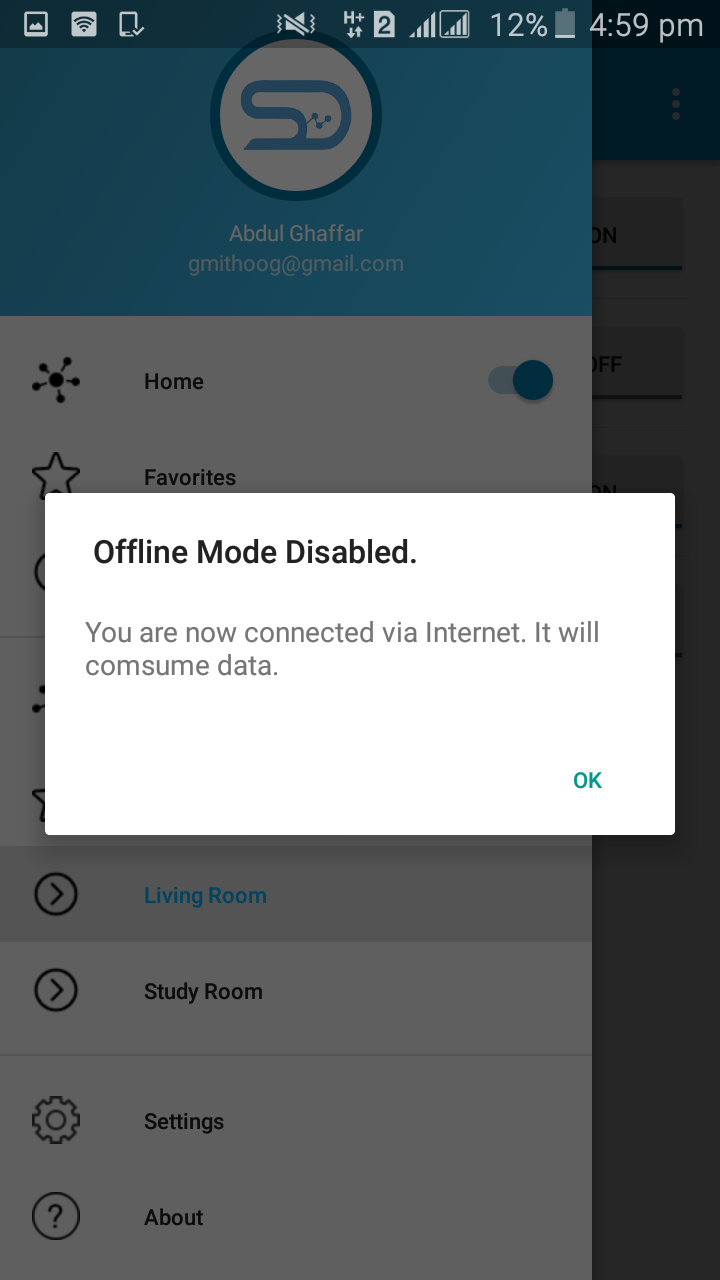 H+ 2 12% 4:59 pm
Abdul Ghaffar
gmithoog@gmail.com
ON
Home
OFF
Favorites
ON
Offline Mode Disabled.
You are now connected via Internet. It will
comsume data.
OK
Living Room
Study Room
Settings
About